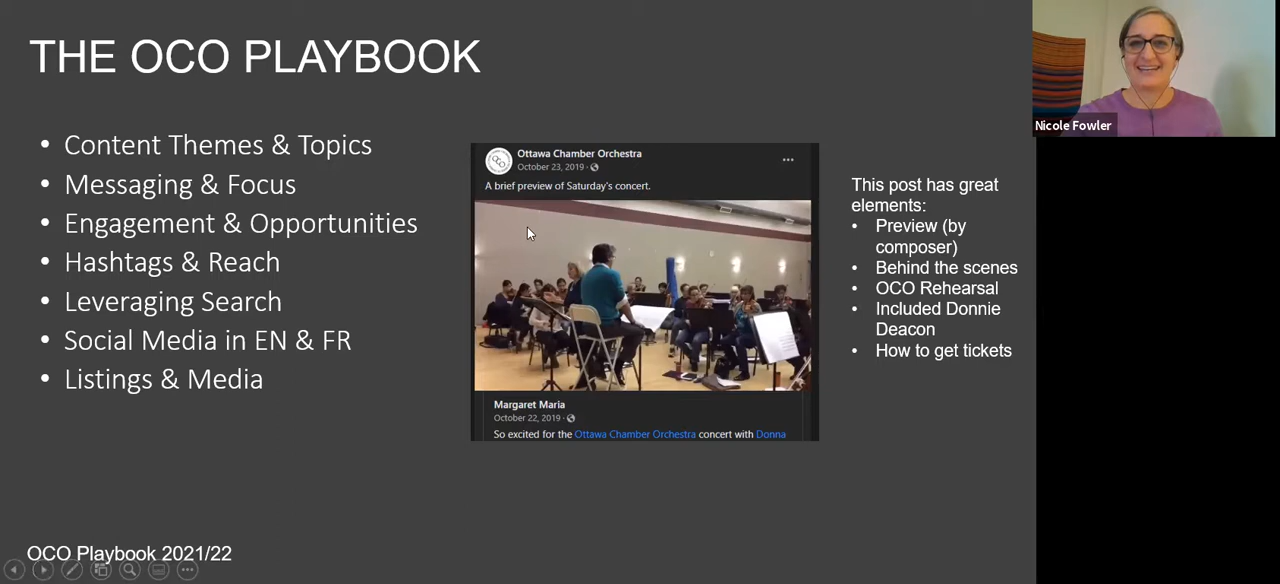 THE OCO PLAYBOOK
• Content Themes & Topics
• Messaging & Focus
• Engagement & Opportunities
• Hashtags & Reach
• Leveraging Search
• Social Media in EN & FR
• Listings & Media
OCO
Ottawa Chamber Orchestra
October 23, 2019 ·
A brief preview of Saturday's concert.
Margaret Maria
October 22, 2019 ·
So excited for the Ottawa Chamber Orchestra concert with Donna
This post has great
elements:
• Preview (by
composer)
• Behind the scenes
• OCO Rehearsal
• Included Donnie
Deacon
• How to get tickets
OCO Playbook 2021/22
Nicole Fowler